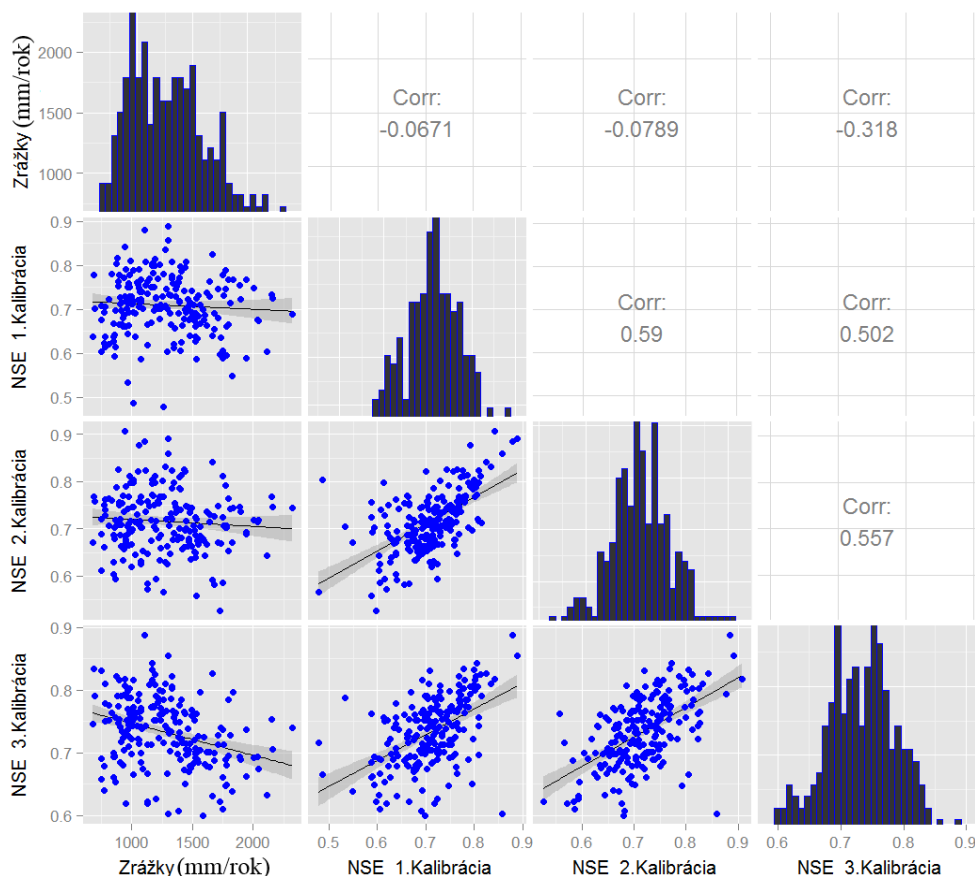 Zrážky (mm/rok)
2000
1500
1000
Corr:
-0.0671
Corr:
-0.0789
Corr:
-0.318
NSE 1.Kalibrácia
0.9
0.8
0.7
0.6
0.5
Corr:
0.59
Corr:
0.502
NSE 2.Kalibrácia
0.9
0.8
0.7
0.6
Corr:
0.557
NSE 3.Kalibrácia
0.9
0.8
0.7
0.6
1000 1500 2000
0.5 0.6 0.7 0.8 0.9
0.6 0.7 0.8 0.9
0.6 0.7 0.8 0.9
Zrážky (mm/rok)
NSE 1.Kalibrácia
NSE 2.Kalibrácia
NSE 3.Kalibrácia